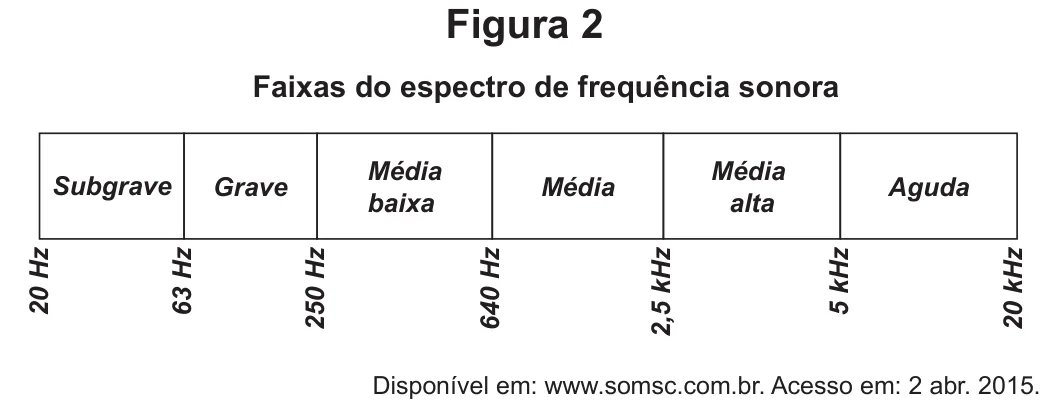 Figura 2
Faixas do espectro de frequência sonora
Subgrave
Grave
Média
baixa
Média
Média
alta
Aguda
20 Hz
63 Hz
250 Hz
640 Hz
2,5 kHz
5 kHz
20 kHz
Disponível em: www.somsc.com.br. Acesso em: 2 abr. 2015.